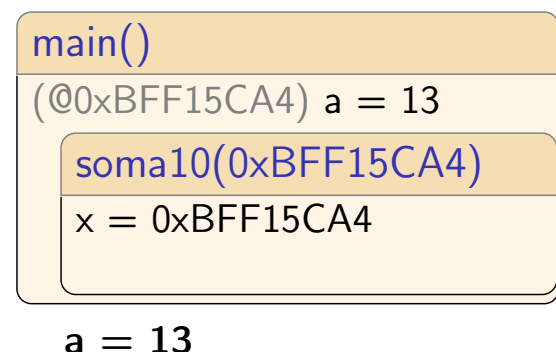 main()
(@0xBFF15CA4) a = 13
soma10(0xBFF15CA4)
x = 0xBFF15CA4
a = 13